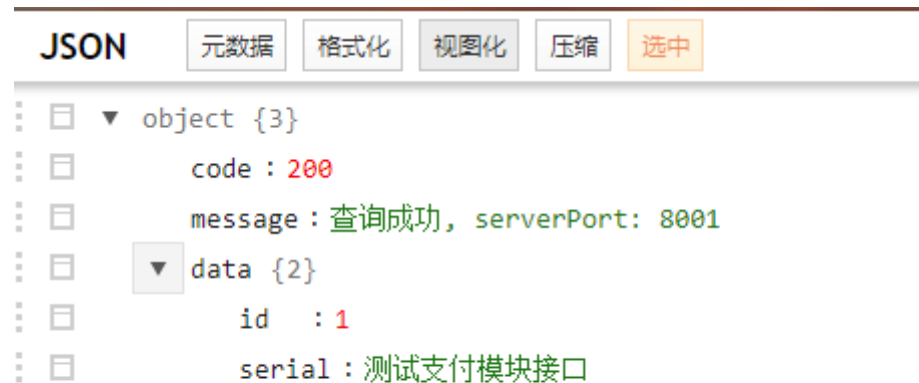 JSON 元数据 格式化 视图化 压缩 选中
▼ object {3}
code : 200
message : 查询成功, serverPort: 8001
▼ data {2}
id : 1
serial : 测试支付模块接口